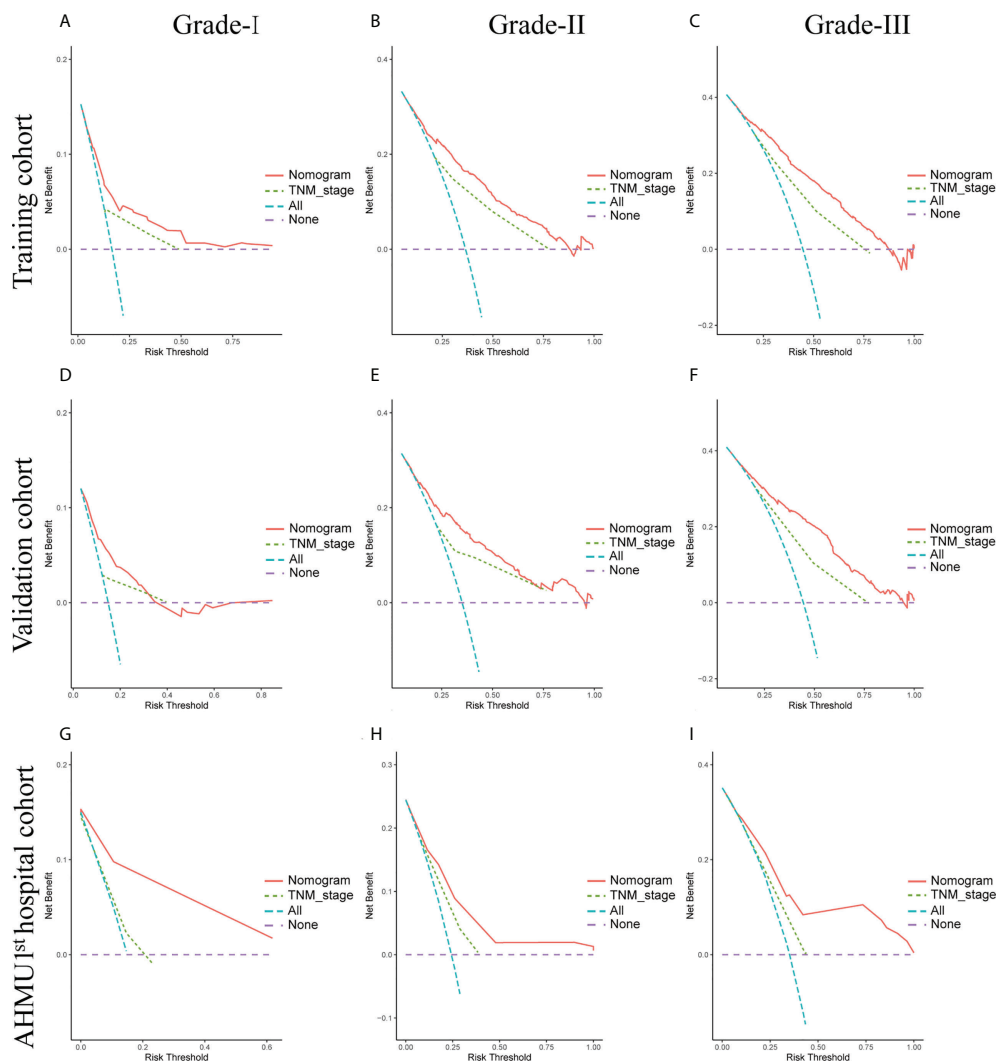 Grade-I
Grade-II
Grade-III
Training cohort
A
0.2
0.1
0.0
Net Benefit
0.00
0.25
0.50
0.75
Risk Threshold
Nomogram
TNM_stage
All
None
B
0.4
0.2
0.0
Net Benefit
0.25
0.50
0.75
1.00
Risk Threshold
Nomogram
TNM_stage
All
None
C
0.4
0.2
0.0
−0.2
Net Benefit
0.25
0.50
0.75
1.00
Risk Threshold
Nomogram
TNM_stage
All
None
Validation cohort
D
0.2
0.1
0.0
Net Benefit
0.0
0.2
0.4
0.6
0.8
Risk Threshold
Nomogram
TNM_stage
All
None
E
0.4
0.2
0.0
Net Benefit
0.25
0.50
0.75
1.00
Risk Threshold
Nomogram
TNM_stage
All
None
F
0.4
0.2
0.0
−0.2
Net Benefit
0.25
0.50
0.75
1.00
Risk Threshold
Nomogram
TNM_stage
All
None
AHMU1st hospital cohort
G
0.2
0.1
0.0
Net Benefit
0.0
0.2
0.4
0.6
Risk Threshold
Nomogram
TNM_stage
All
None
H
0.3
0.2
0.1
0.0
−0.1
Net Benefit
0.00
0.25
0.50
0.75
1.00
Risk Threshold
Nomogram
TNM_stage
All
None
I
0.4
0.3
0.2
0.1
0.0
−0.1
Net Benefit
0.00
0.25
0.50
0.75
1.00
Risk Threshold
Nomogram
TNM_stage
All
None